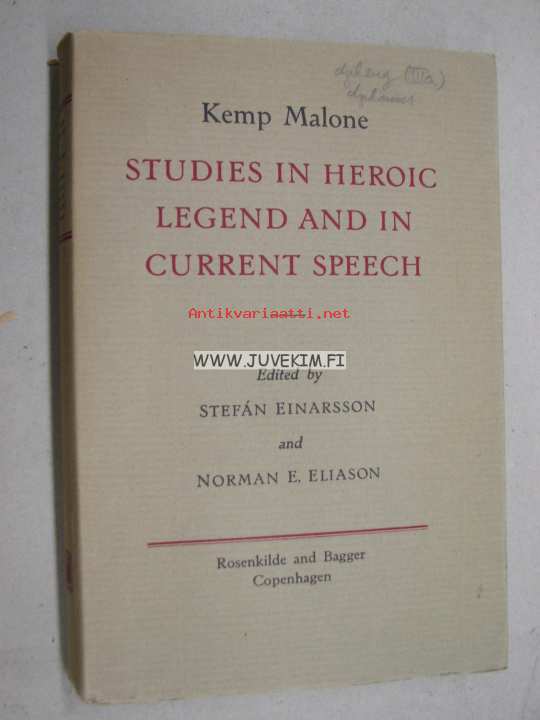 (IIIa)
Kemp Malone
STUDIES IN HEROIC
LEGEND AND IN
CURRENT SPEECH
Antikvariaatti.net
WWW.JUVEKIM.FI
Edited by
STEFÁN EINARSSON
and
NORMAN E. ELIASON
Rosenkilde and Bagger
Copenhagen